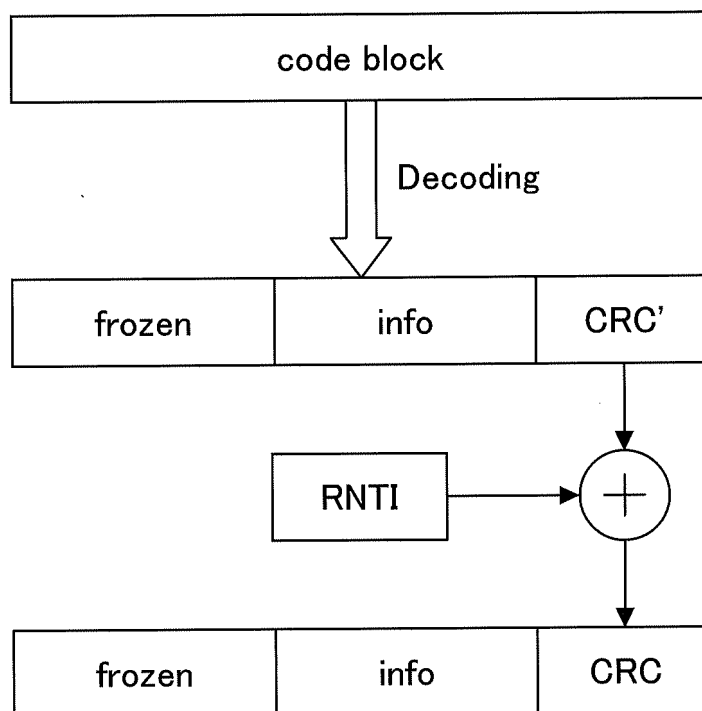 code block
Decoding
frozen info CRC'
RNTI
frozen info CRC